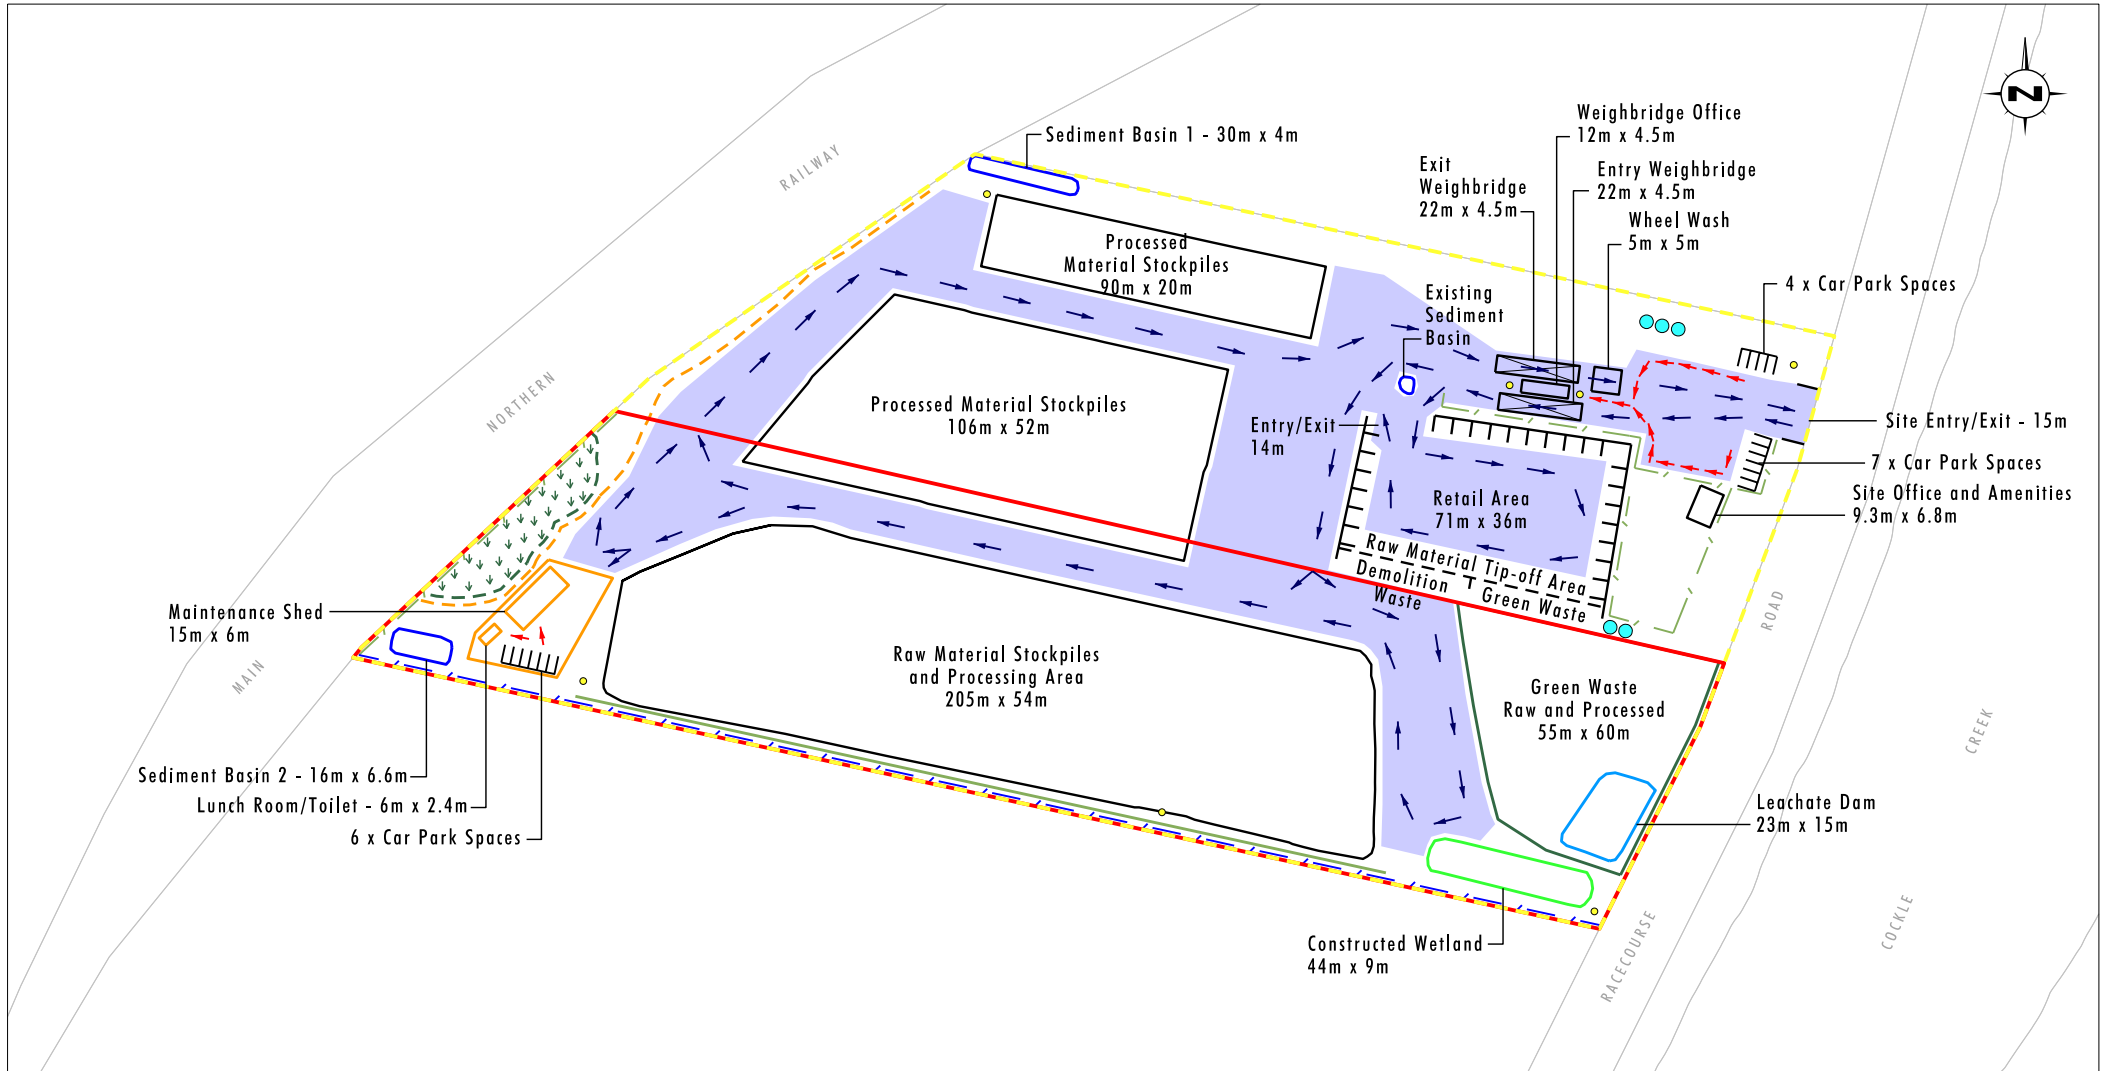 N
Sediment Basin 1 - 30m x 4m
Weighbridge Office
12m x 4.5m
Exit
Weighbridge
22m x 4.5m
Entry Weighbridge
22m x 4.5m
Wheel Wash
5m x 5m
RAILWAY
Processed
Material Stockpiles
90m x 20m
Existing
Sediment
Basin
4 x Car Park Spaces
NORTHERN
Processed Material Stockpiles
106m x 52m
Entry/Exit
14m
Site Entry/Exit - 15m
7 x Car Park Spaces
Site Office and Amenities
9.3m x 6.8m
Retail Area
71m x 36m
Raw Material Tip-off Area
Demolition
Waste
Green Waste
Maintenance Shed
15m x 6m
MAIN
ROAD
Raw Material Stockpiles
and Processing Area
205m x 54m
Green Waste
Raw and Processed
55m x 60m
CREEK
Sediment Basin 2 - 16m x 6.6m
Lunch Room/Toilet - 6m x 2.4m
6 x Car Park Spaces
Leachate Dam
23m x 15m
Constructed Wetland
44m x 9m
RACECOURSE
COCKLE